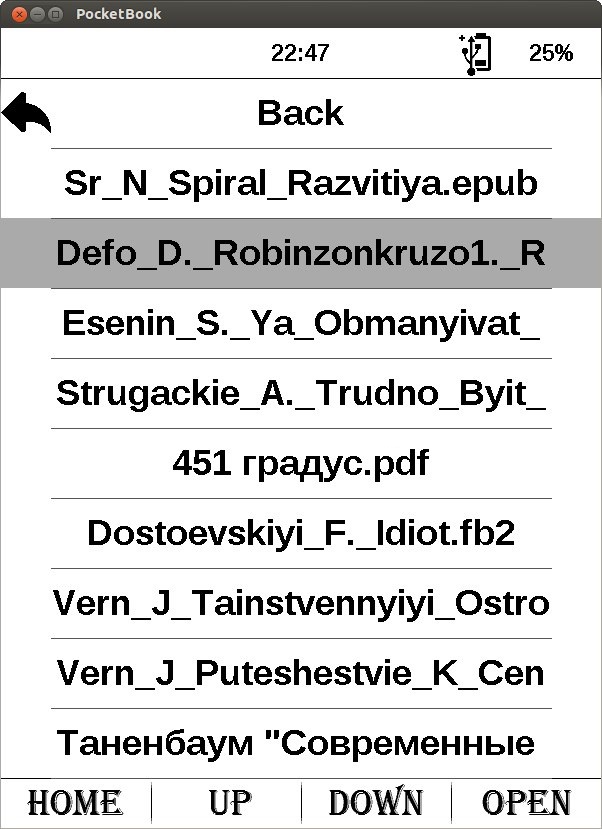 PocketBook
22:47 25%
Back
Sr_N_Spiral_Razvitiya.epub
Defo_D._Robinzonkruzo1._R
Esenin_S._Ya_Obmanyivat_
Strugackie_A._Trudno_Byit_
451 градус.pdf
Dostoevskiyi_F._Idiot.fb2
Vern_J_Tainstvennyiyi_Ostro
Vern_J_Puteshestvie_K_Cen
Таненбаум "Современные
HOME UP DOWN OPEN